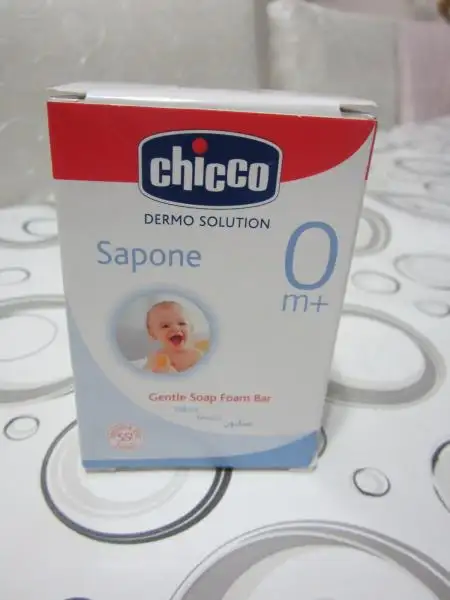 chicco
DERMO SOLUTION
Sapone
0
m+
Gentle Soap Foam Bar